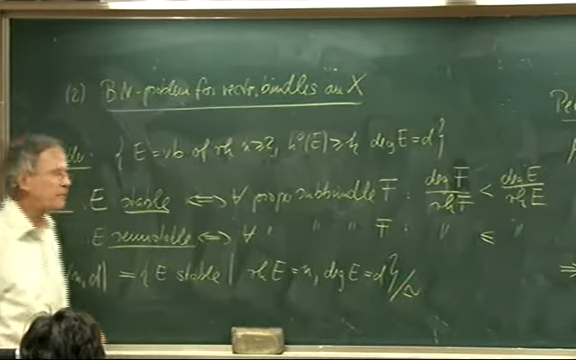 (2) BN-problem for vector bundles on X
{ E = vb of rk n ≥ 2, h⁰(E) ≥ k deg E = d }
E stable ⟺ ∀ proper subbundle F : deg F / rk F < deg E / rk E
E semistable ⟺ ∀ " " " F : " ≤ "
, d) = { E stable | rk E = n, deg E = d } / ~
⇒